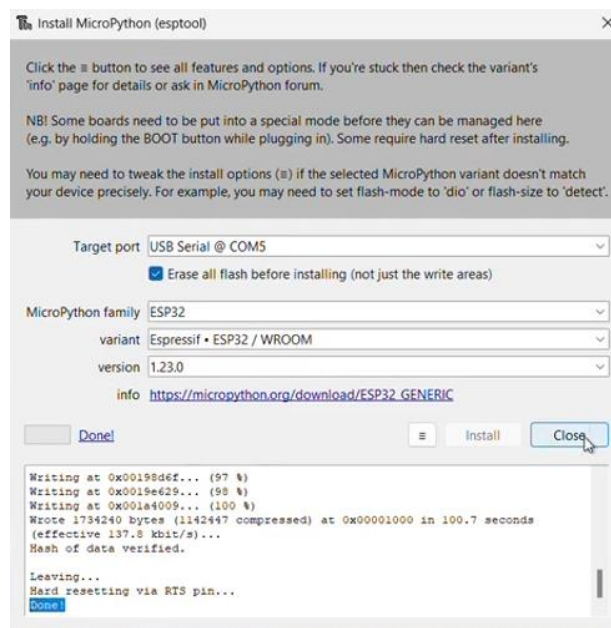 Install MicroPython (esptool)
Click the ≡ button to see all features and options. If you're stuck then check the variant's
'info' page for details or ask in MicroPython forum.
NB! Some boards need to be put into a special mode before they can be managed here
(e.g. by holding the BOOT button while plugging in). Some require hard reset after installing.
You may need to tweak the install options (≡) if the selected MicroPython variant doesn't match
your device precisely. For example, you may need to set flash-mode to 'dio' or flash-size to 'detect'.
Target port USB Serial @ COM5
Erase all flash before installing (not just the write areas)
MicroPython family ESP32
variant Espressif • ESP32 / WROOM
version 1.23.0
info https://micropython.org/download/ESP32_GENERIC
Done! ≡ Install Close
Writing at 0x00198d6f... (97 %)
Writing at 0x0019e629... (98 %)
Writing at 0x001a4009... (100 %)
Wrote 1734240 bytes (1142447 compressed) at 0x00001000 in 100.7 seconds
(effective 137.8 kbit/s)...
Hash of data verified.
Leaving...
Hard resetting via RTS pin...
Done!